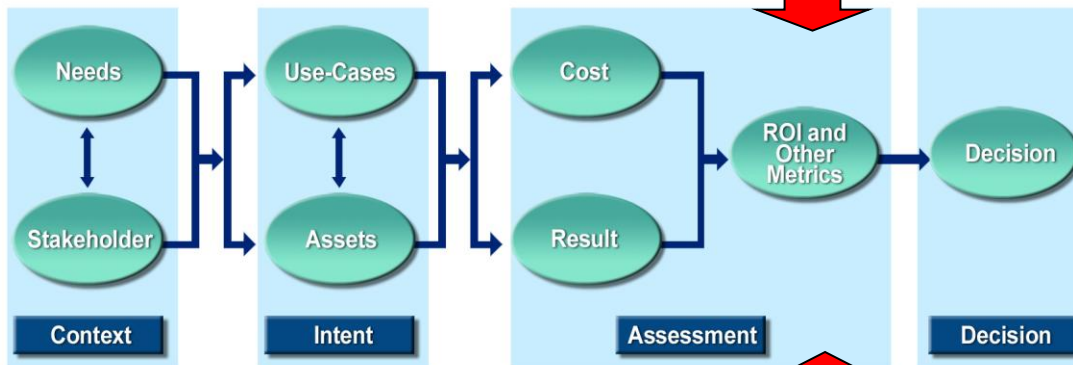 Needs
Stakeholder
Context
Use-Cases
Assets
Intent
Cost
Result
ROI and
Other
Metrics
Assessment
Decision
Decision